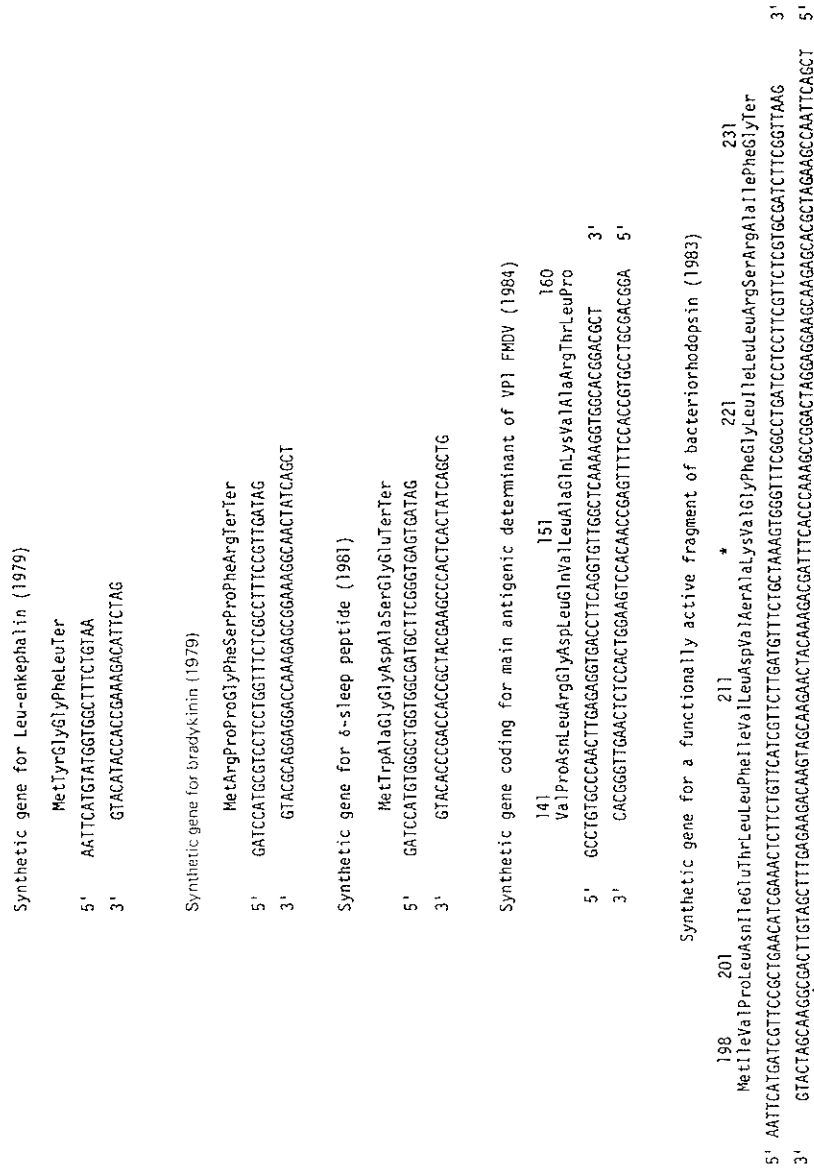 Synthetic gene for Leu-enkephalin (1979)
MetTyrGlyGlyPheLeuTer
5' AATTCATGTATGGTGGCTTTCTGTAA
3' GTACATACCACCGAAAGACATTCTAG
Synthetic gene for bradykinin (1979)
MetArgProProGlyPheSerProPheArgTerTer
5' GATCCATGCGTCCTCCTGGTTTCTCGCCTTTCCGTTGATAG
3' GTACGCAGGAGGACCAAAGAGCGGAAAGGCAACTATCAGCT
Synthetic gene for δ-sleep peptide (1981)
MetTrpAlaGlyGlyAspAlaSerGlyGluTerTer
5' GATCCATGTGGGCTGGTGGCGATGCTTCGGGTGAGTGATAG
3' GTACACCCGACCACCGCTACGAAGCCCACTCACTATCAGCTG
Synthetic gene coding for main antigenic determinant of VP1 FMDV (1984)
141 151 160
ValProAsnLeuArgGlyAspLeuGlnValLeuAlaGlnLysValAlaArgThrLeuPro
5' GCCTGTGCCCAACTTGAGAGGTGACCTTCAGGTGTTGGCTCAAAAGGTGGCACGGACGCT 3'
3' CACGGGTTGAACTCTCCACTGGAAGTCCACAACCGAGTTTTCCACCGTGCCTGCGACGGA 5'
Synthetic gene for a functionally active fragment of bacteriorhodopsin (1983)
198 201 211 * 221 231
MetIleValProLeuAsnIleGluThrLeuLeuPheIleValLeuAspValAerAlaLysValGlyPheGlyLeuIleLeuLeuArgSerArgAlaIlePheGlyTer
5' AATTCATGATCGTTCCGCTGAACATCGAAACTCTTCTGTTCATCGTTCTTGATGTTTCTGCTAAAGTGGGTTTCGGCCTGATCCTCCTTCGTTCTCGTGCGATCTTCGGTTAAG 3'
3' GTACTAGCAAGGCGACTTGTAGCTTTGAGAAGACAAGTAGCAAGAACTACAAAGACGATTTCACCCAAAGCCGGACTAGGAGGAAGCAAGAGCACGCTAGAAGCCAATTCAGCT 5'